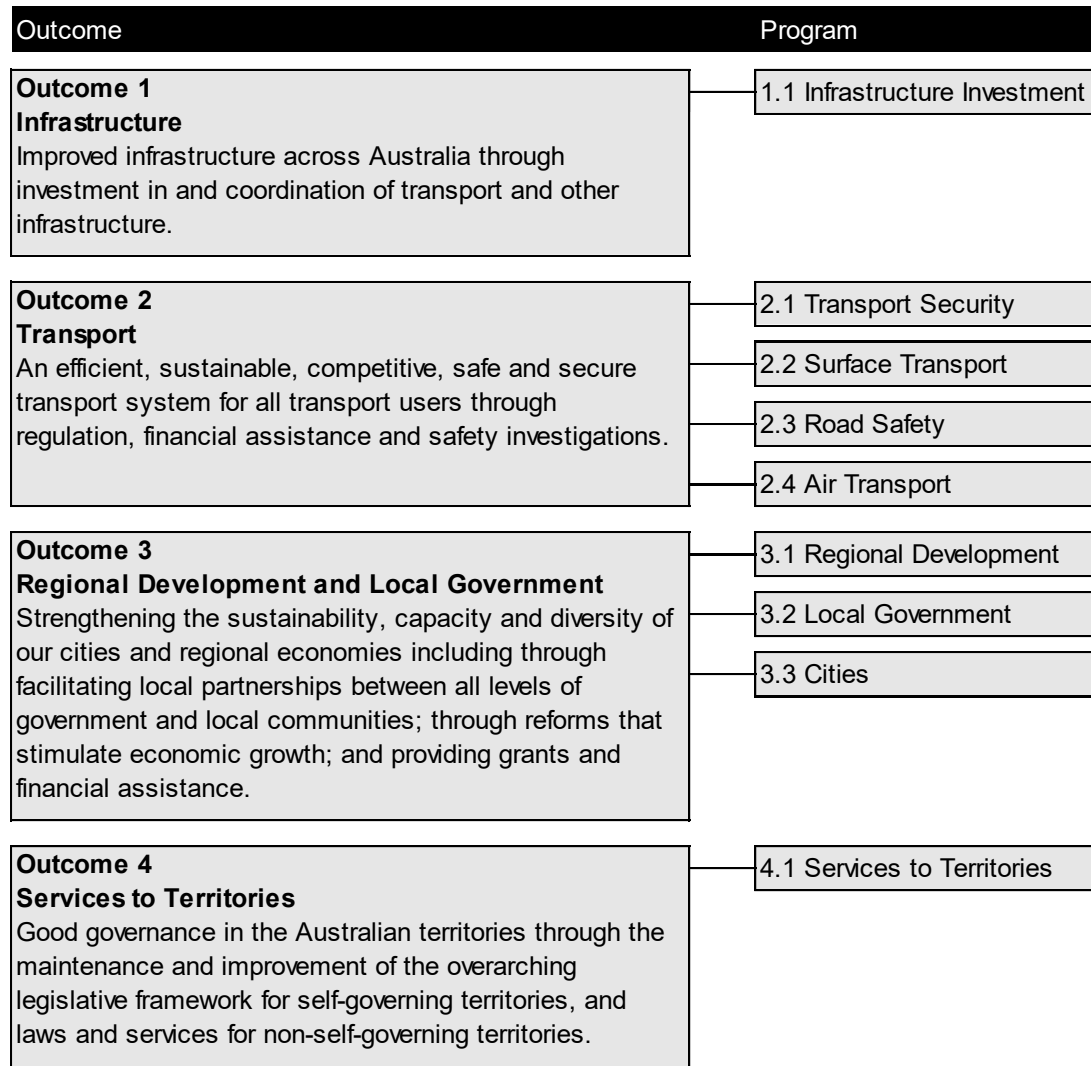 Outcome Program
Outcome 1
Infrastructure
Improved infrastructure across Australia through
investment in and coordination of transport and other
infrastructure.
1.1 Infrastructure Investment
Outcome 2
Transport
An efficient, sustainable, competitive, safe and secure
transport system for all transport users through
regulation, financial assistance and safety investigations.
2.1 Transport Security
2.2 Surface Transport
2.3 Road Safety
2.4 Air Transport
Outcome 3
Regional Development and Local Government
Strengthening the sustainability, capacity and diversity of
our cities and regional economies including through
facilitating local partnerships between all levels of
government and local communities; through reforms that
stimulate economic growth; and providing grants and
financial assistance.
3.1 Regional Development
3.2 Local Government
3.3 Cities
Outcome 4
Services to Territories
Good governance in the Australian territories through the
maintenance and improvement of the overarching
legislative framework for self-governing territories, and
laws and services for non-self-governing territories.
4.1 Services to Territories